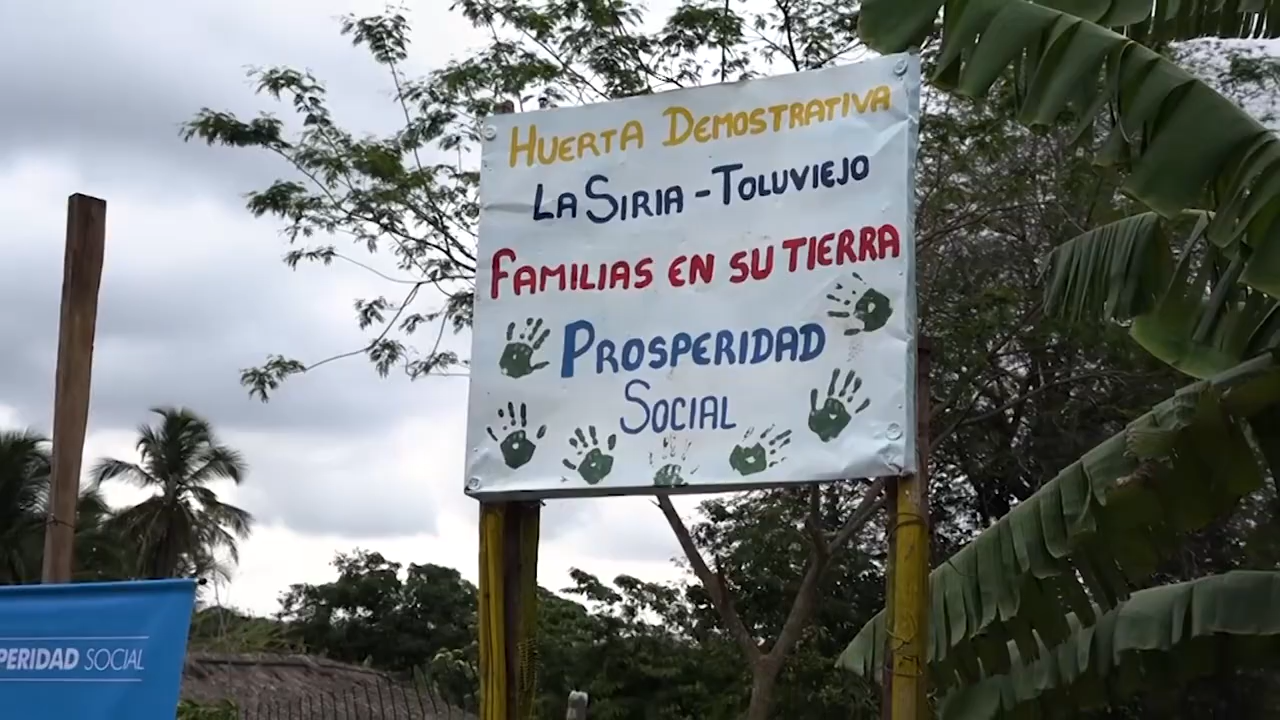 HUERTA DEMOSTRATIVA
LA SIRIA - TOLUVIEJO
FAMILIAS EN SU TIERRA
PROSPERIDAD
SOCIAL
PERIDAD SOCIAL